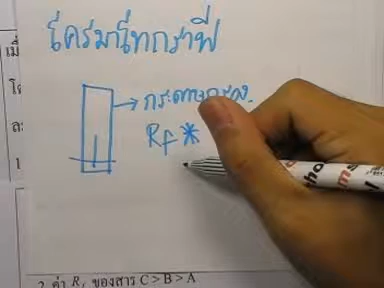 โครมาโทกราฟี
กระดาษกรอง.
Rf *
2. ค่า Rf ของสาร C > B > A